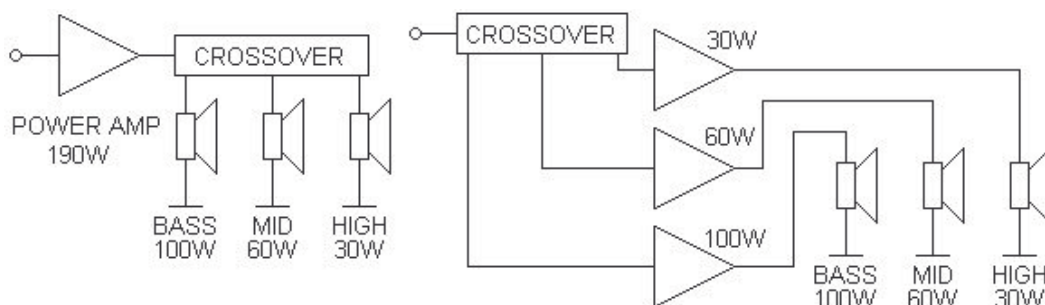 CROSSOVER
POWER AMP
190W
BASS MID HIGH
100W 60W 30W
CROSSOVER
30W
60W
100W
BASS MID HIGH
100W 60W 30W